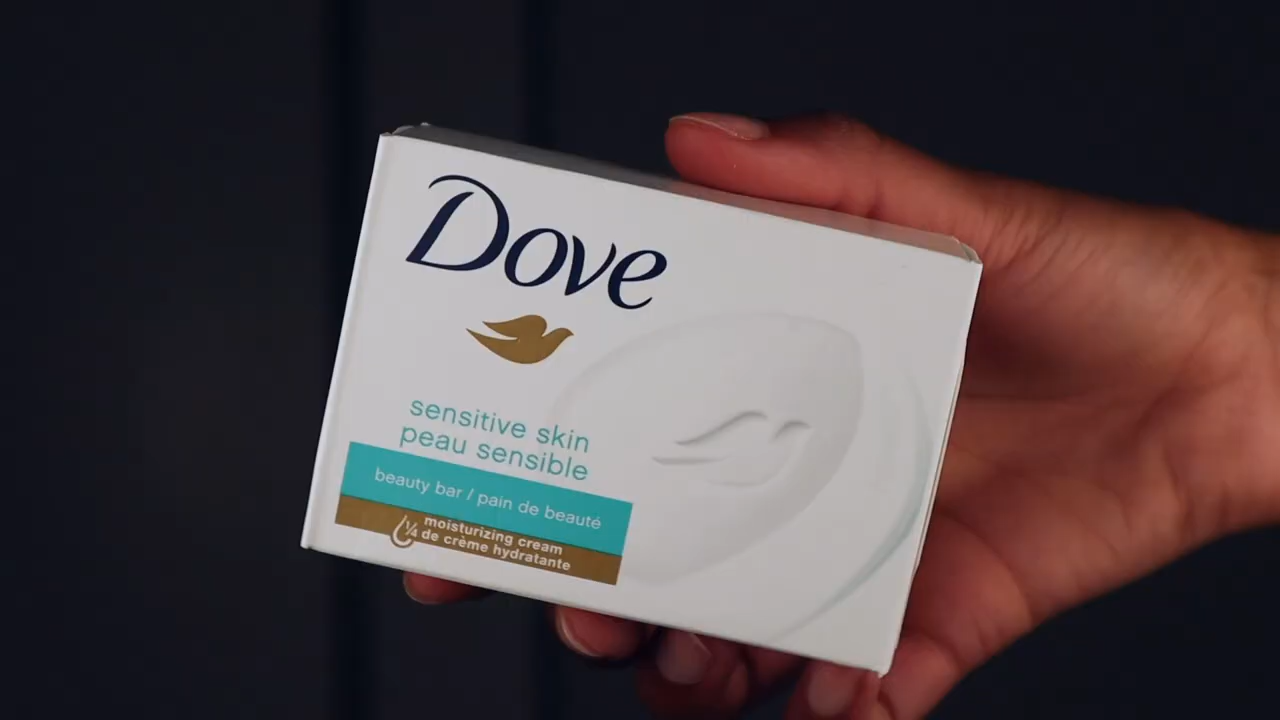 Dove
sensitive skin
peau sensible
beauty bar / pain de beauté
¼ moisturizing cream
de crème hydratante